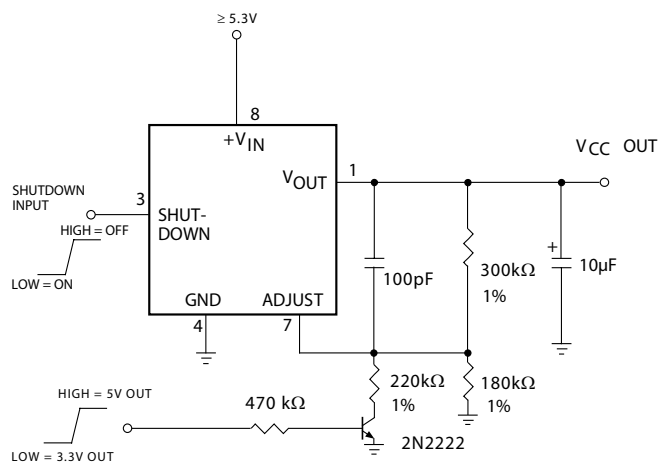 ≥ 5.3V
8
+VIN
1
VOUT
VCC OUT
SHUTDOWN
INPUT
3
SHUT-
DOWN
HIGH = OFF
LOW = ON
GND
ADJUST
4
7
100pF
300kΩ
1%
+
10µF
220kΩ
1%
180kΩ
1%
HIGH = 5V OUT
470 kΩ
2N2222
LOW = 3.3V OUT